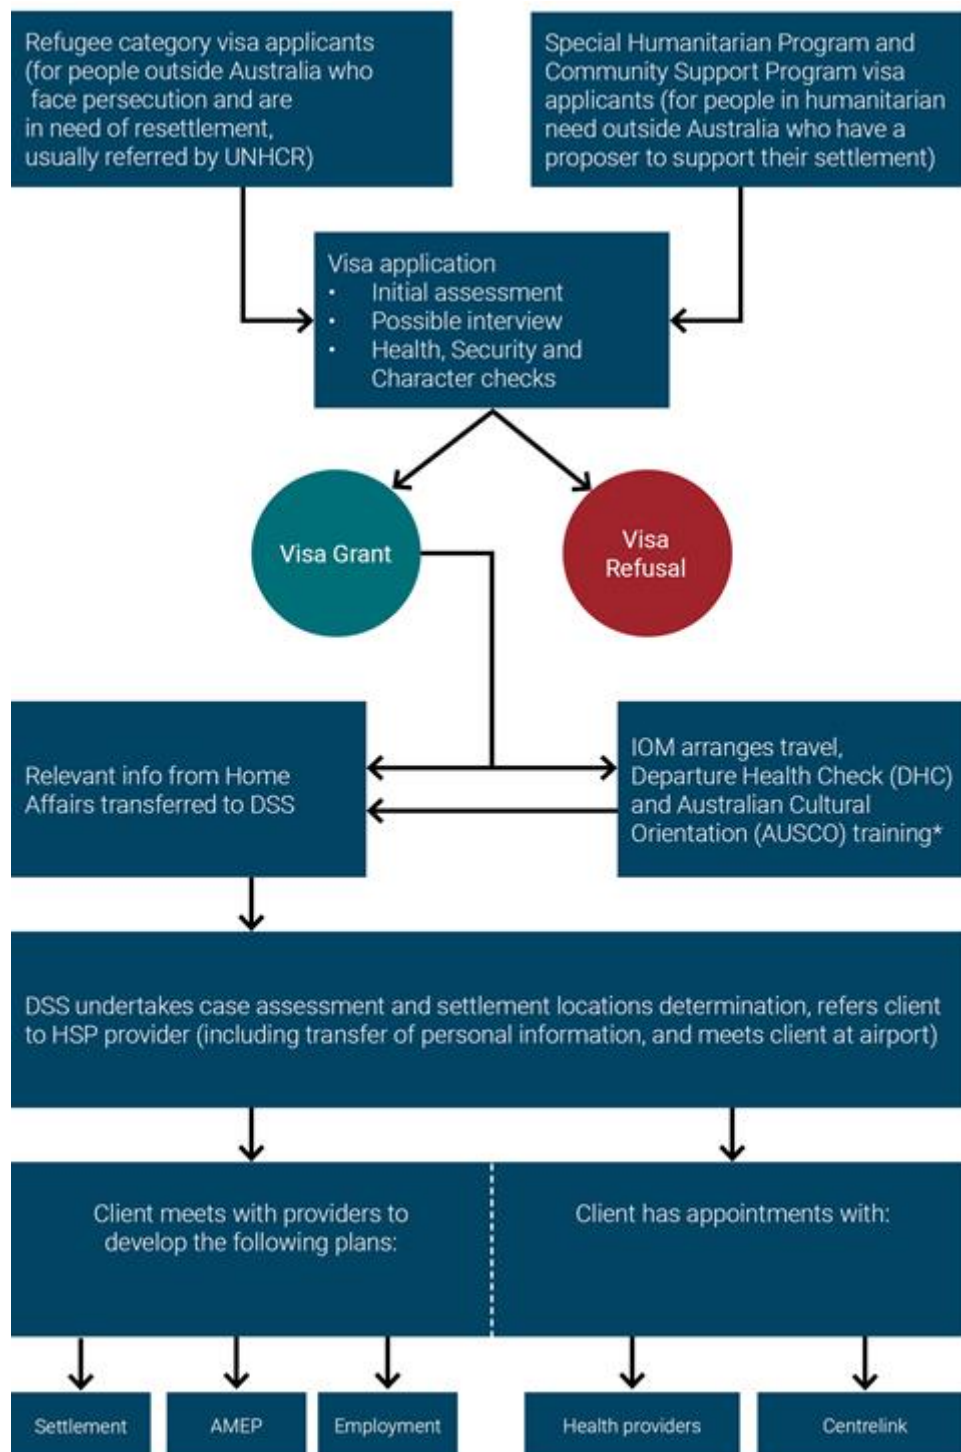 Refugee category visa applicants
(for people outside Australia who
face persecution and are
in need of resettlement,
usually referred by UNHCR)
Special Humanitarian Program and
Community Support Program visa
applicants (for people in humanitarian
need outside Australia who have a
proposer to support their settlement)
Visa application
• Initial assessment
• Possible interview
• Health, Security and
Character checks
Visa Grant
Visa
Refusal
Relevant info from Home
Affairs transferred to DSS
IOM arranges travel,
Departure Health Check (DHC)
and Australian Cultural
Orientation (AUSCO) training*
DSS undertakes case assessment and settlement locations determination, refers client
to HSP provider (including transfer of personal information, and meets client at airport)
Client meets with providers to
develop the following plans:
Client has appointments with:
Settlement
AMEP
Employment
Health providers
Centrelink